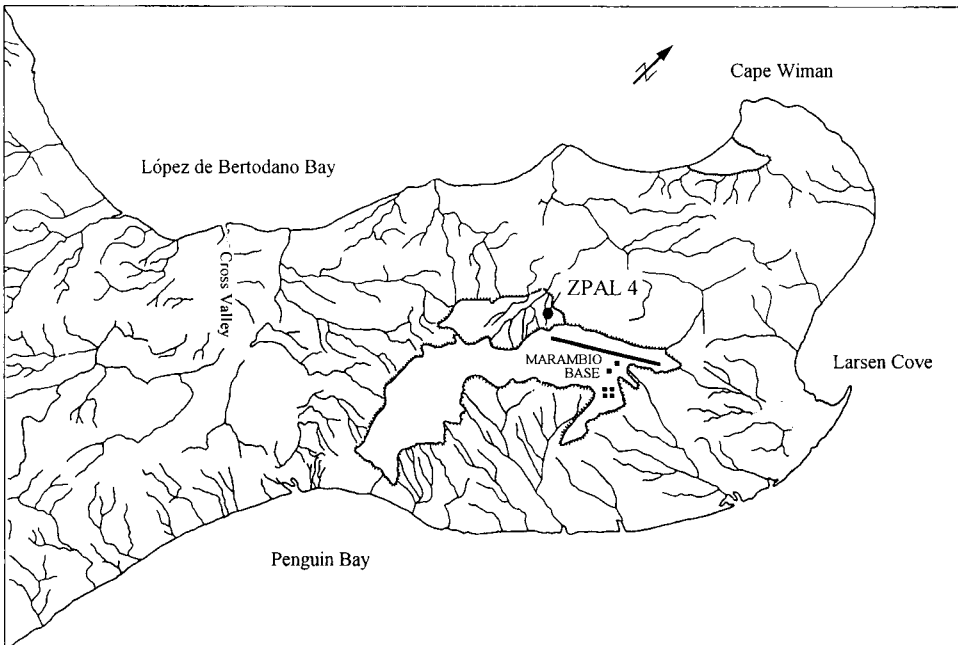 N
Cape Wiman
López de Bertodano Bay
Cross Valley
ZPAL 4
MARAMBIO
BASE
Larsen Cove
Penguin Bay